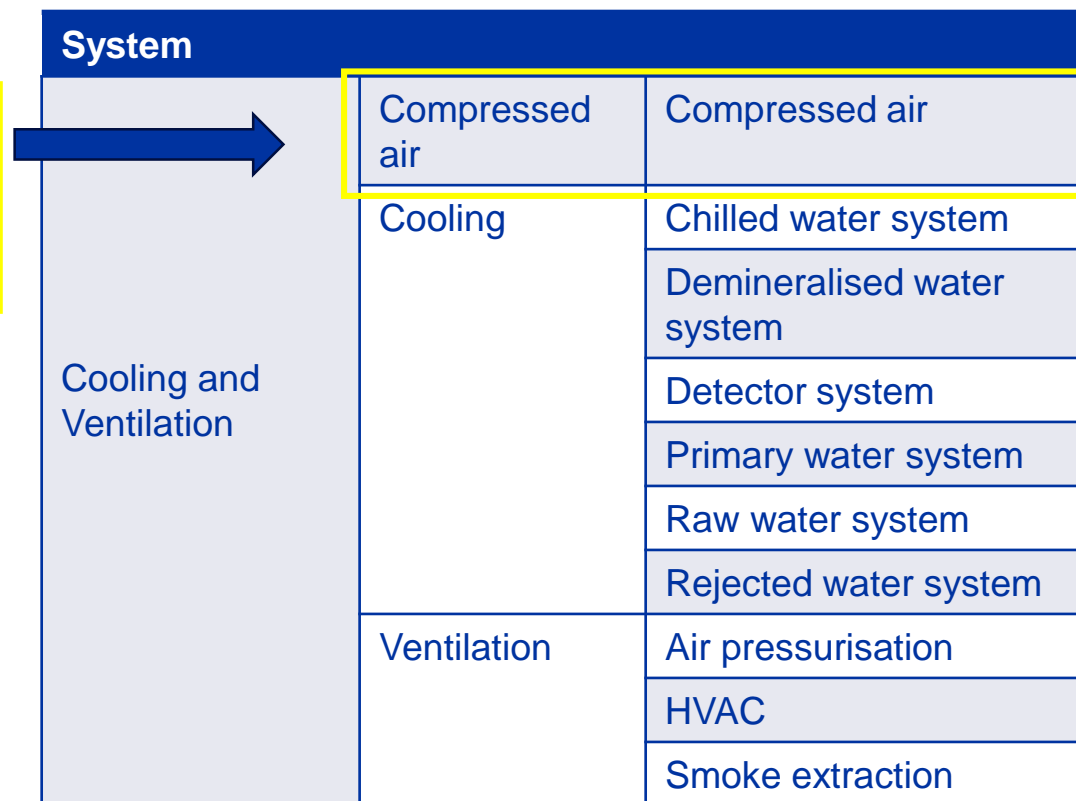 System
Compressed
air
Compressed air
Cooling and
Ventilation
Cooling
Chilled water system
Demineralised water
system
Detector system
Primary water system
Raw water system
Rejected water system
Ventilation
Air pressurisation
HVAC
Smoke extraction